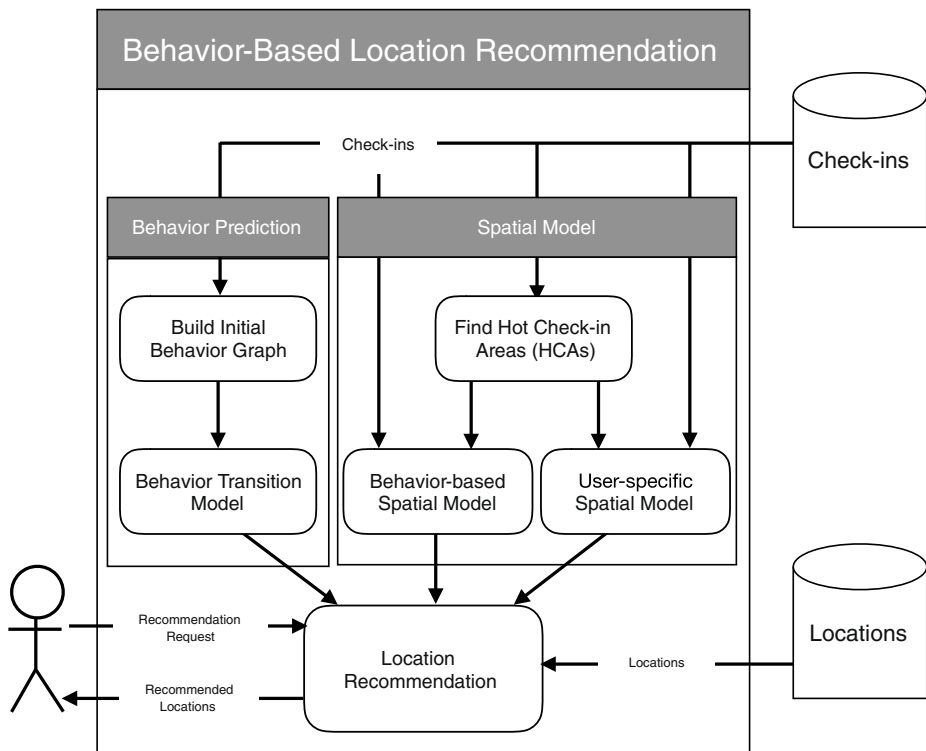 Behavior-Based Location Recommendation
Check-ins
Check-ins
Behavior Prediction
Spatial Model
Build Initial
Behavior Graph
Find Hot Check-in
Areas (HCAs)
Behavior Transition
Model
Behavior-based
Spatial Model
User-specific
Spatial Model
Recommendation
Request
Location
Recommendation
Locations
Locations
Recommended
Locations